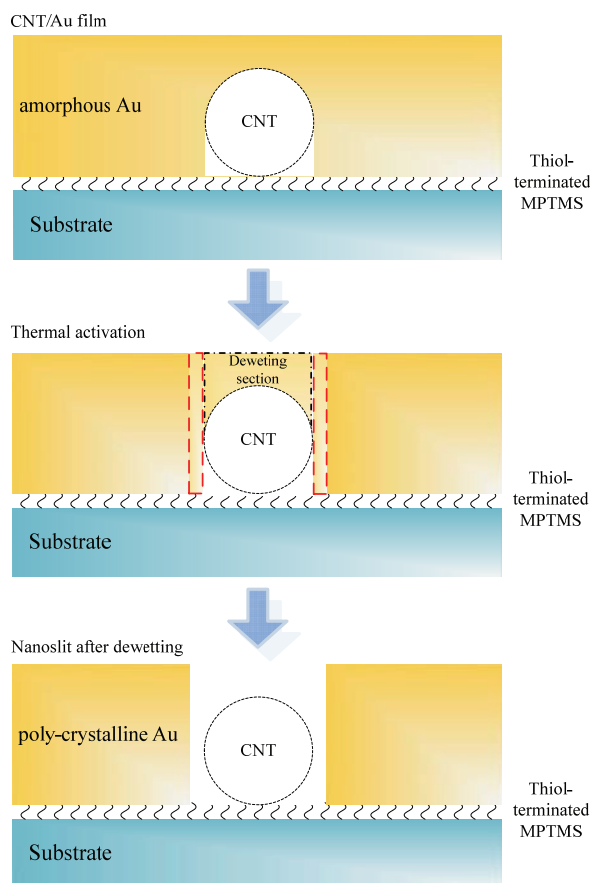 CNT/Au film
amorphous Au
CNT
Thiol-
terminated
MPTMS
Substrate
Thermal activation
Deweting
section
CNT
Thiol-
terminated
MPTMS
Substrate
Nanoslit after dewetting
poly-crystalline Au
CNT
Thiol-
terminated
MPTMS
Substrate